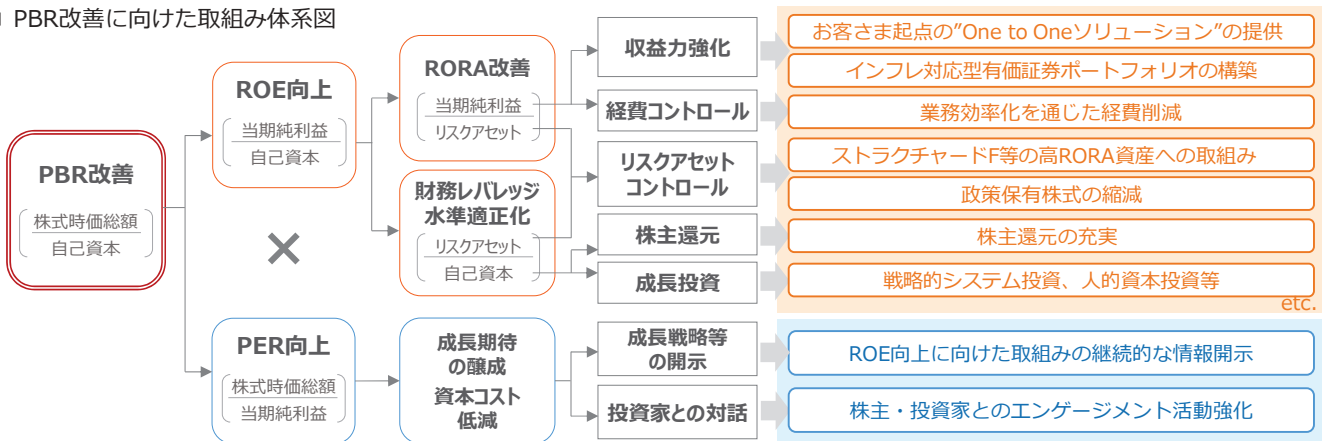 PBR改善に向けた取組み体系図
PBR改善
株式時価総額
自己資本
ROE向上
当期純利益
自己資本
×
PER向上
株式時価総額
当期純利益
RORA改善
当期純利益
リスクアセット
財務レバレッジ
水準適正化
リスクアセット
自己資本
成長期待
の醸成
資本コスト
低減
収益力強化
経費コントロール
リスクアセット
コントロール
株主還元
成長投資
成長戦略等
の開示
投資家との対話
お客さま起点の”One to Oneソリューション”の提供
インフレ対応型有価証券ポートフォリオの構築
業務効率化を通じた経費削減
ストラクチャードF等の高RORA資産への取組み
政策保有株式の縮減
株主還元の充実
戦略的システム投資、人的資本投資等
etc.
ROE向上に向けた取組みの継続的な情報開示
株主・投資家とのエンゲージメント活動強化